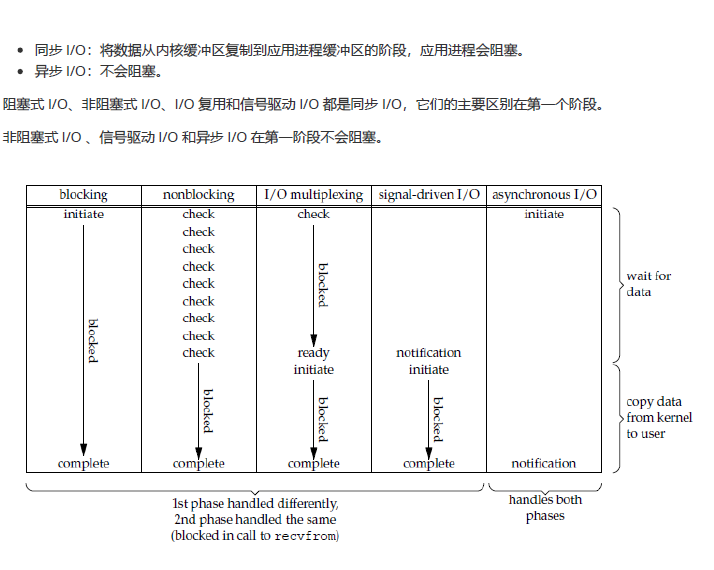 同步 I/O：将数据从内核缓冲区复制到应用进程缓冲区的阶段，应用进程会阻塞。
异步 I/O：不会阻塞。
阻塞式 I/O、非阻塞式 I/O、I/O 复用和信号驱动 I/O 都是同步 I/O，它们的主要区别在第一个阶段。
非阻塞式 I/O 、信号驱动 I/O 和异步 I/O 在第一阶段不会阻塞。
blocking nonblocking I/O multiplexing signal-driven I/O asynchronous I/O
initiate check check initiate
check
check
check
check
check
check
check
check ready notification
initiate initiate
blocked
blocked
blocked
blocked
blocked
complete complete complete complete notification
wait for
data
copy data
from kernel
to user
1st phase handled differently,
2nd phase handled the same
(blocked in call to recvfrom)
handles both
phases